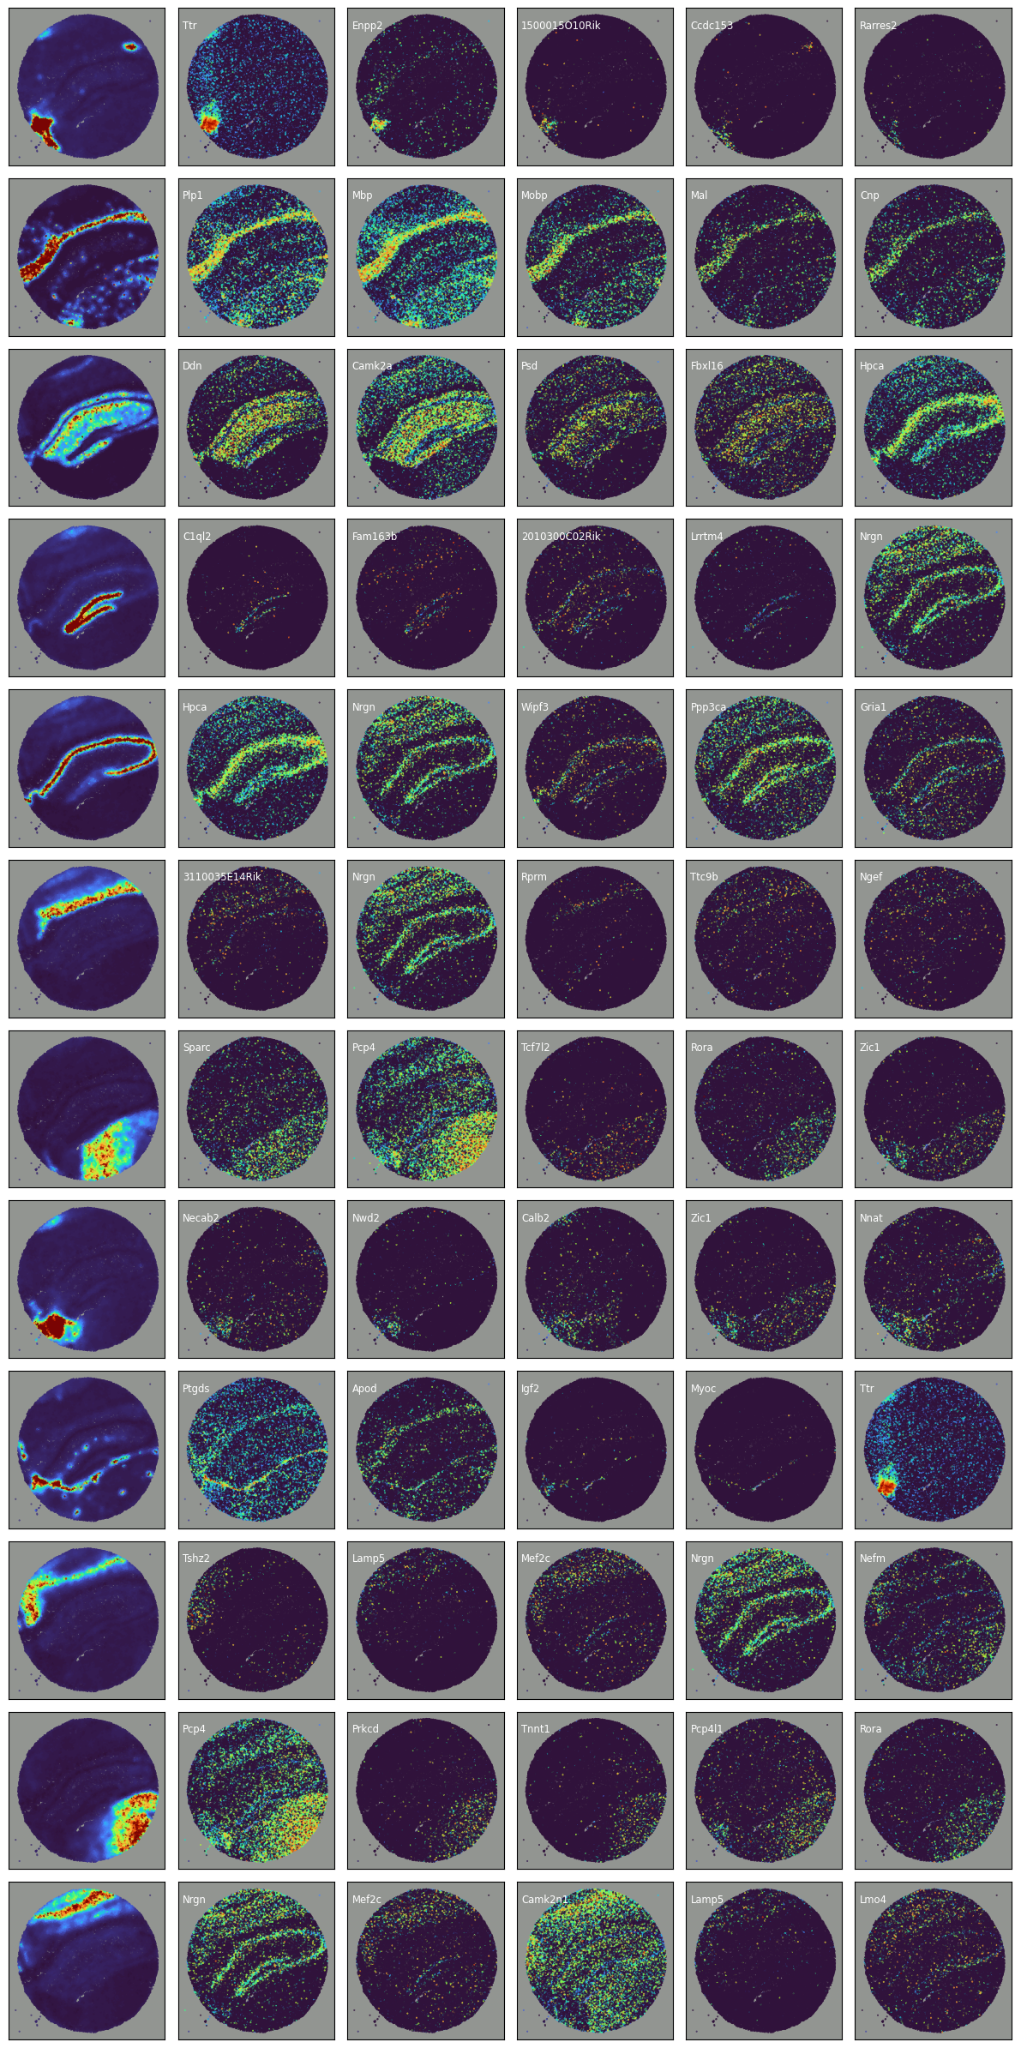 Ttr Enpp2 1500015O10Rik Ccdc153 Rarres2
Plp1 Mbp Mobp Mal Cnp
Ddn Camk2a Psd Fbxl16 Hpca
C1ql2 Fam163b 2010300C02Rik Lrrtm4 Nrgn
Hpca Nrgn Wipf3 Ppp3ca Gria1
3110035E14Rik Nrgn Rprm Ttc9b Ngef
Sparc Pcp4 Tcf7l2 Rora Zic1
Necab2 Nwd2 Calb2 Zic1 Nnat
Ptgds Apod Igf2 Myoc Ttr
Tshz2 Lamp5 Mef2c Nrgn Nefm
Pcp4 Prkcd Tnnt1 Pcp4l1 Rora
Nrgn Mef2c Camk2n1 Lamp5 Lmo4